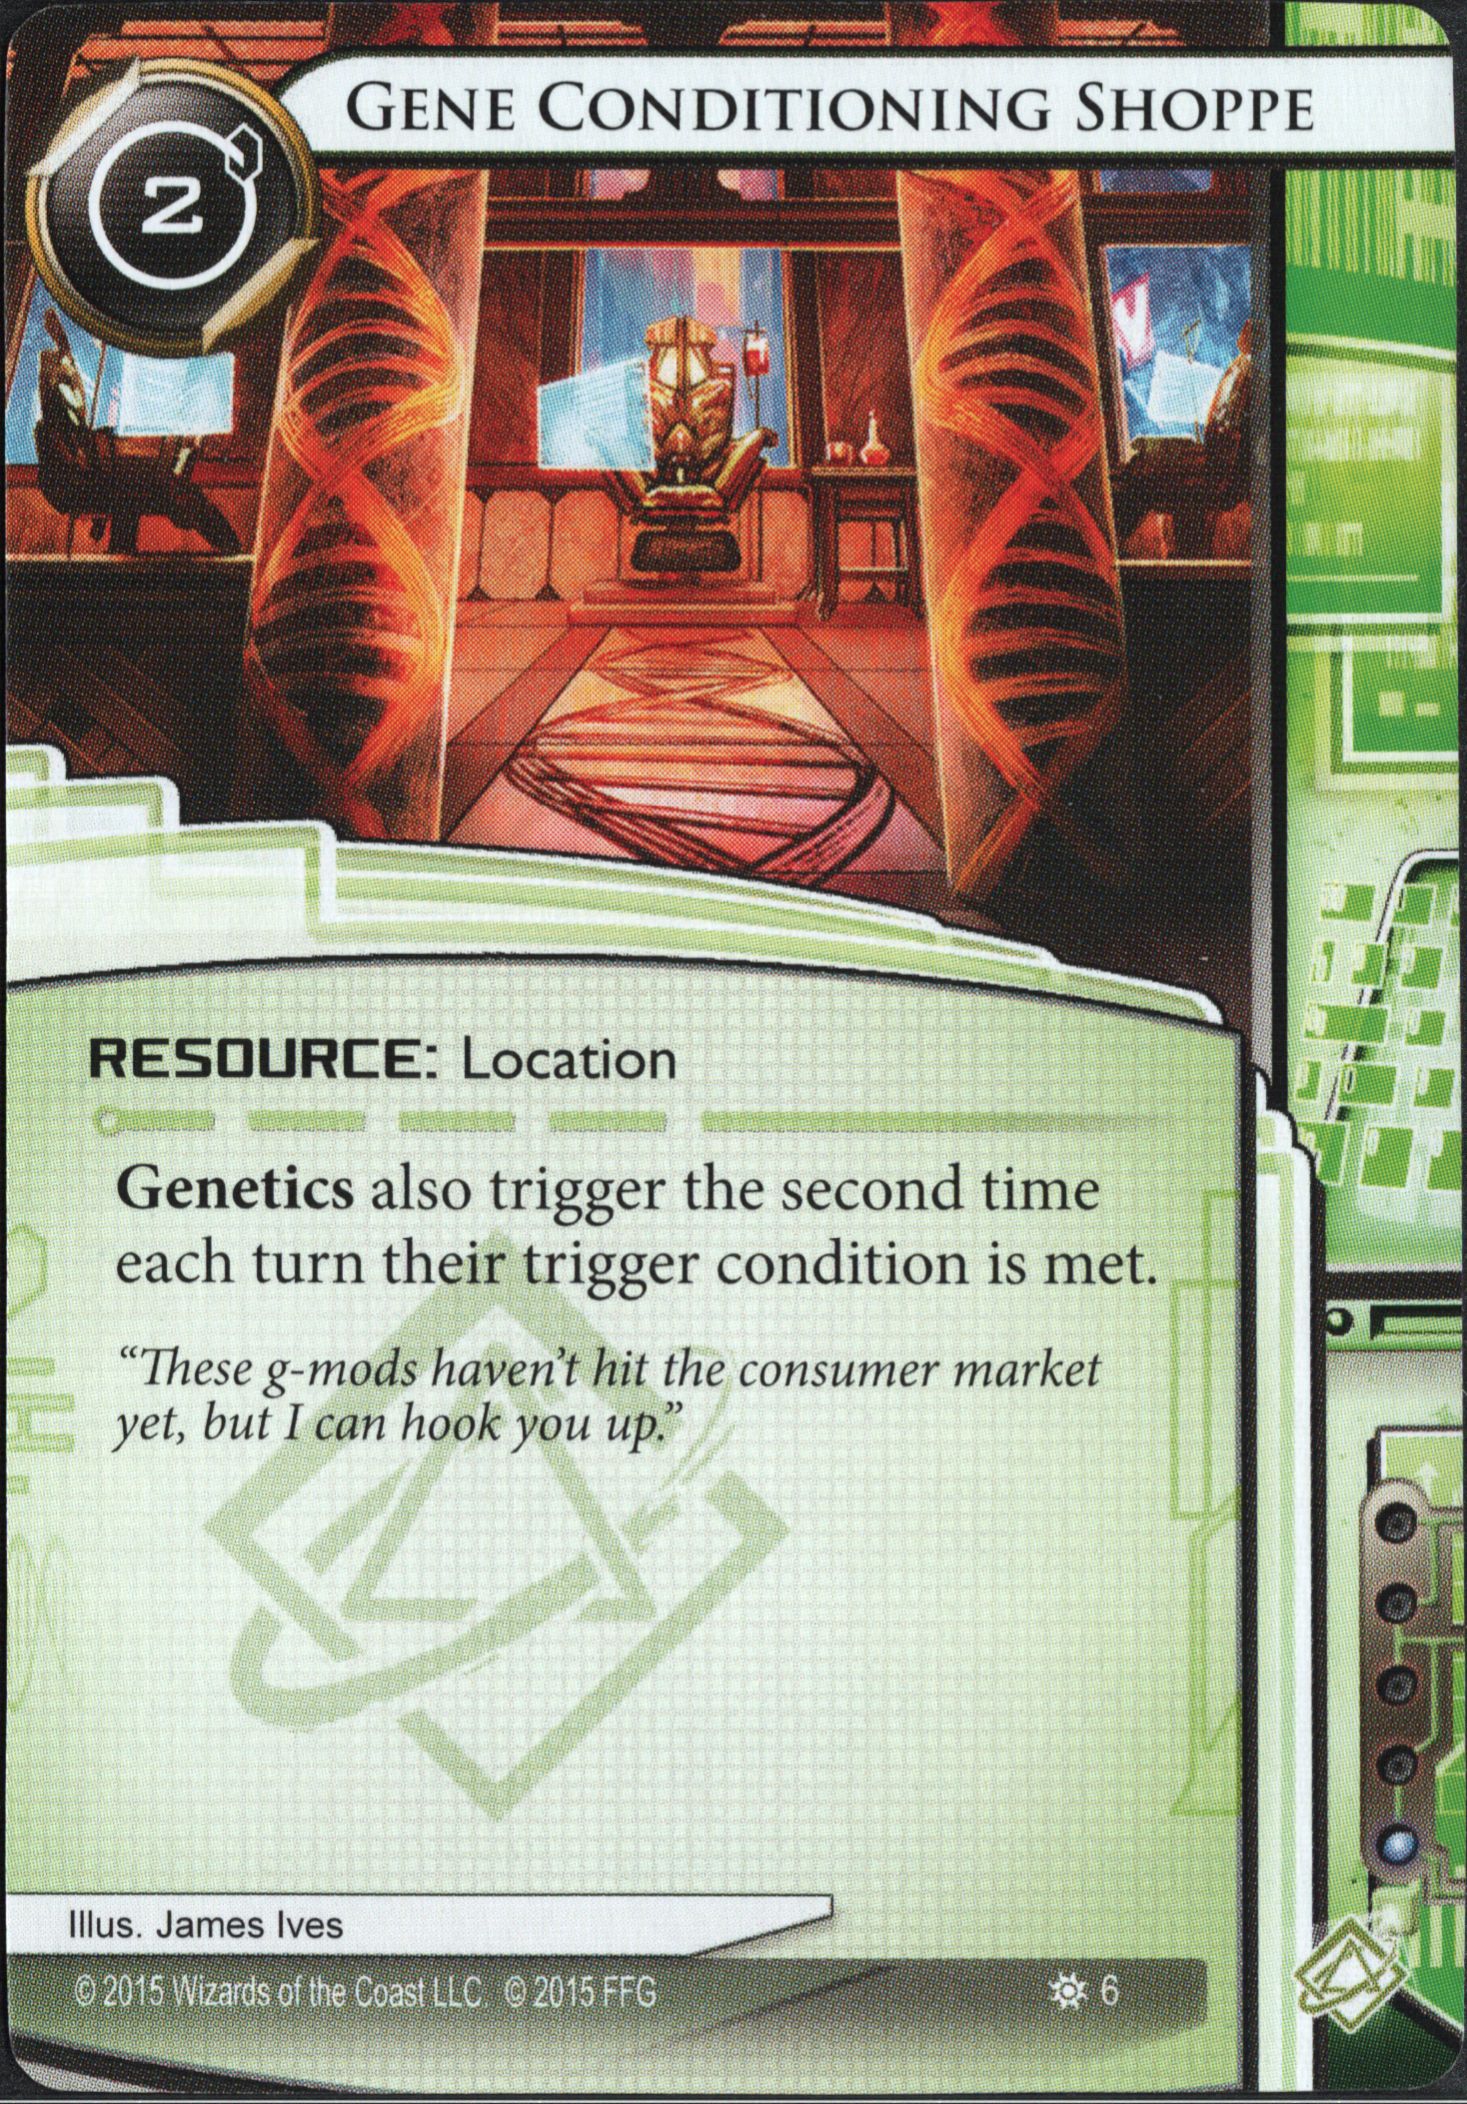 GENE CONDITIONING SHOPPE
2
RESOURCE: Location
Genetics also trigger the second time
each turn their trigger condition is met.
“These g-mods haven’t hit the consumer market
yet, but I can hook you up.”
Illus. James Ives
© 2015 Wizards of the Coast LLC. © 2015 FFG
6